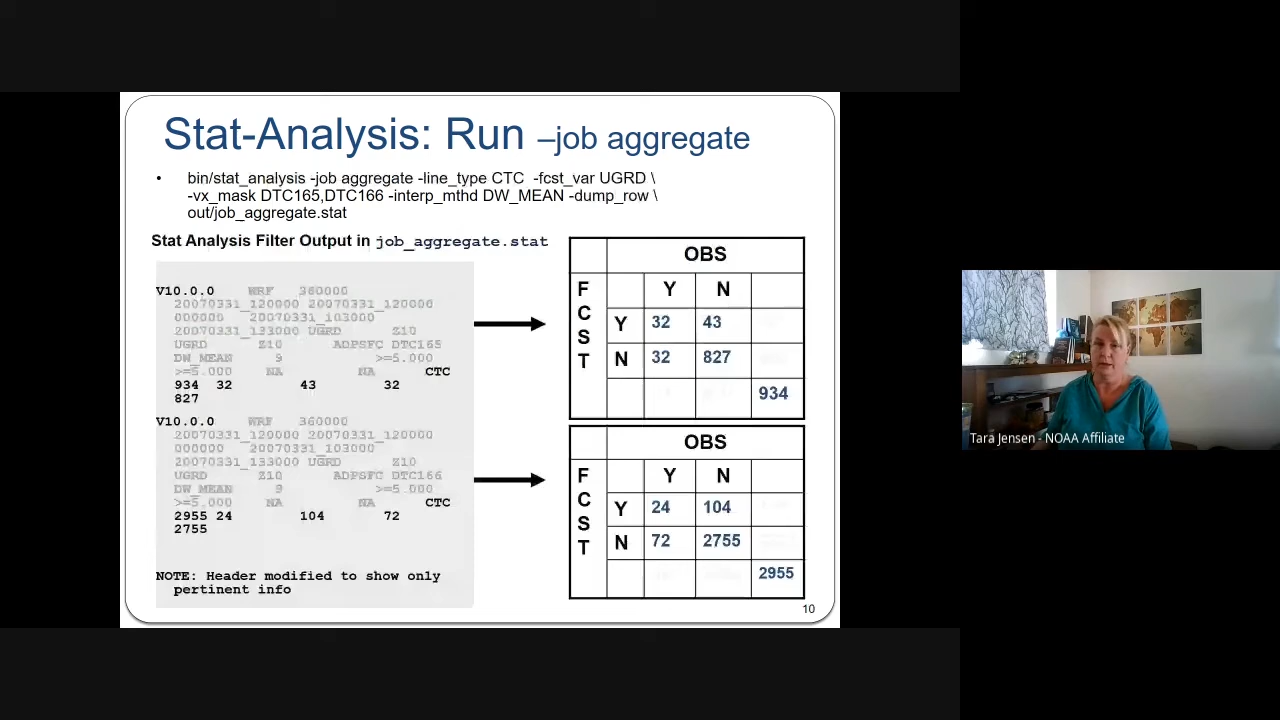 Stat-Analysis: Run –job aggregate
• bin/stat_analysis -job aggregate -line_type CTC -fcst_var UGRD \
-vx_mask DTC165,DTC166 -interp_mthd DW_MEAN -dump_row \
out/job_aggregate.stat
Stat Analysis Filter Output in job_aggregate.stat
V10.0.0 WRF 360000
20070331_120000 20070331_120000
000000 20070331_103000
20070331_133000 UGRD Z10
UGRD Z10 ADPSFC DTC165
DW_MEAN 9 >=5.000
>=5.000 NA NA CTC
934 32 43 32
827
V10.0.0 WRF 360000
20070331_120000 20070331_120000
000000 20070331_103000
20070331_133000 UGRD Z10
UGRD Z10 ADPSFC DTC166
DW_MEAN 9 >=5.000
>=5.000 NA NA CTC
2955 24 104 72
2755
NOTE: Header modified to show only
pertinent info
OBS
FCST
Y N
Y 32 43
N 32 827
934
OBS
FCST
Y N
Y 24 104
N 72 2755
2955
10
Tara Jensen - NOAA Affiliate